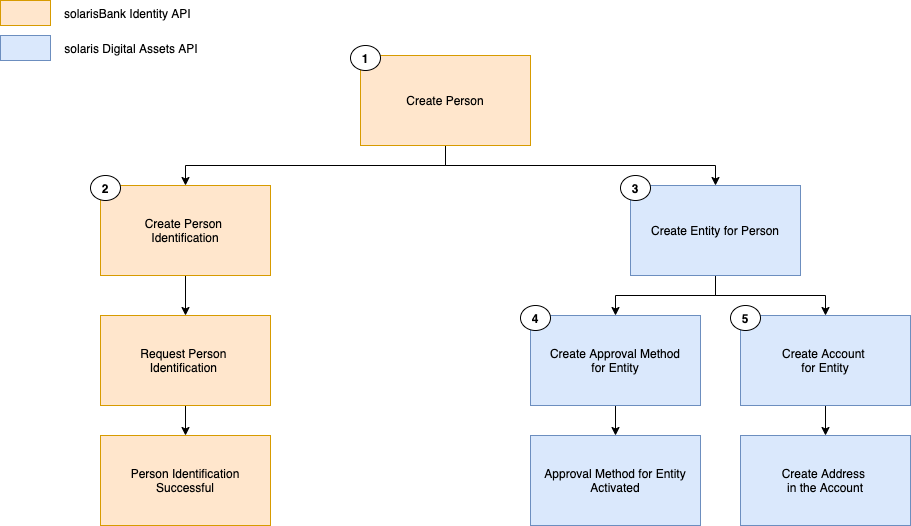 solarisBank Identity API
solaris Digital Assets API
1
Create Person
2
Create Person
Identification
3
Create Entity for Person
Request Person
Identification
4
Create Approval Method
for Entity
5
Create Account
for Entity
Person Identification
Successful
Approval Method for Entity
Activated
Create Address
in the Account